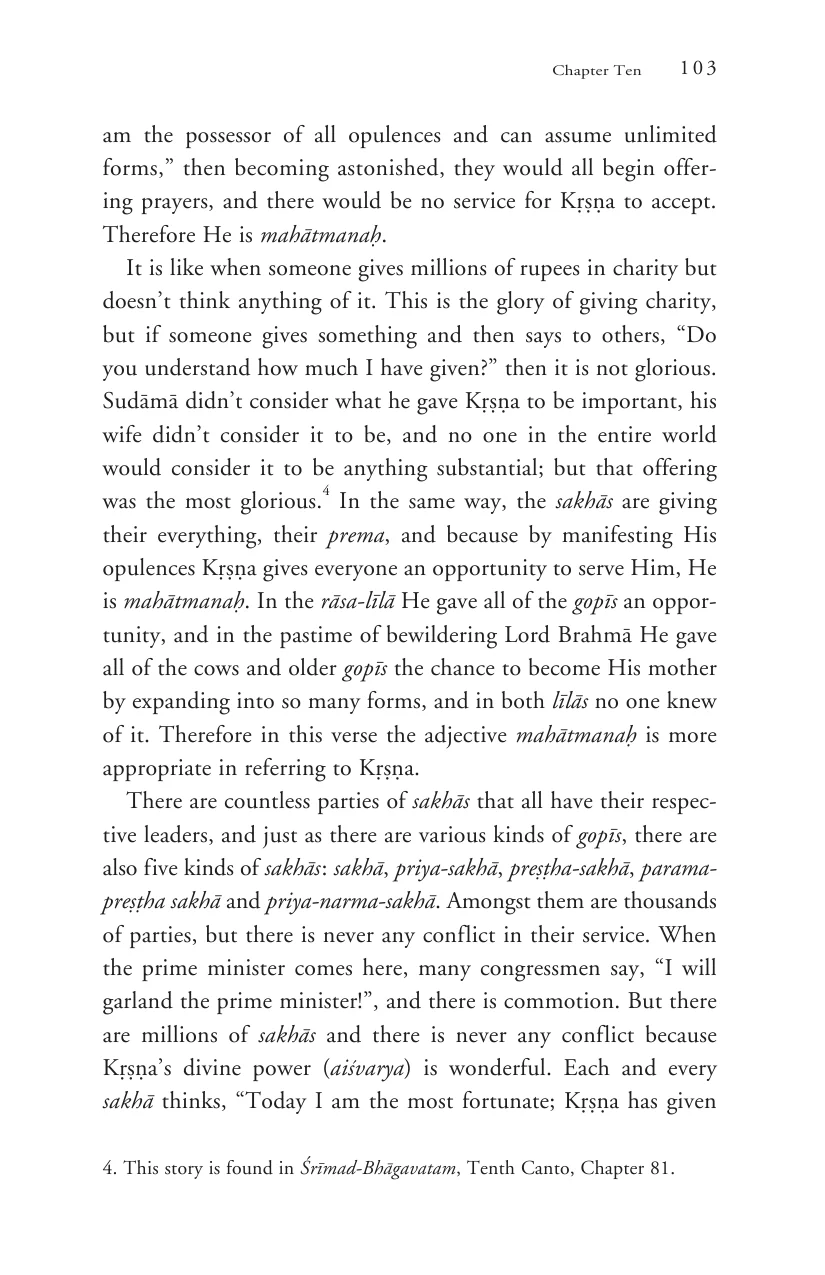 Chapter Ten 103
am the possessor of all opulences and can assume unlimited
forms,” then becoming astonished, they would all begin offer-
ing prayers, and there would be no service for Kṛṣṇa to accept.
Therefore He is mahātmanaḥ.
It is like when someone gives millions of rupees in charity but
doesn’t think anything of it. This is the glory of giving charity,
but if someone gives something and then says to others, “Do
you understand how much I have given?” then it is not glorious.
Sudāmā didn’t consider what he gave Kṛṣṇa to be important, his
wife didn’t consider it to be, and no one in the entire world
would consider it to be anything substantial; but that offering
was the most glorious.4 In the same way, the sakhās are giving
their everything, their prema, and because by manifesting His
opulences Kṛṣṇa gives everyone an opportunity to serve Him, He
is mahātmanaḥ. In the rāsa-līlā He gave all of the gopīs an oppor-
tunity, and in the pastime of bewildering Lord Brahmā He gave
all of the cows and older gopīs the chance to become His mother
by expanding into so many forms, and in both līlās no one knew
of it. Therefore in this verse the adjective mahātmanaḥ is more
appropriate in referring to Kṛṣṇa.
There are countless parties of sakhās that all have their respec-
tive leaders, and just as there are various kinds of gopīs, there are
also five kinds of sakhās: sakhā, priya-sakhā, preṣṭha-sakhā, parama-
preṣṭha sakhā and priya-narma-sakhā. Amongst them are thousands
of parties, but there is never any conflict in their service. When
the prime minister comes here, many congressmen say, “I will
garland the prime minister!”, and there is commotion. But there
are millions of sakhās and there is never any conflict because
Kṛṣṇa’s divine power (aiśvarya) is wonderful. Each and every
sakhā thinks, “Today I am the most fortunate; Kṛṣṇa has given
4. This story is found in Śrīmad-Bhāgavatam, Tenth Canto, Chapter 81.